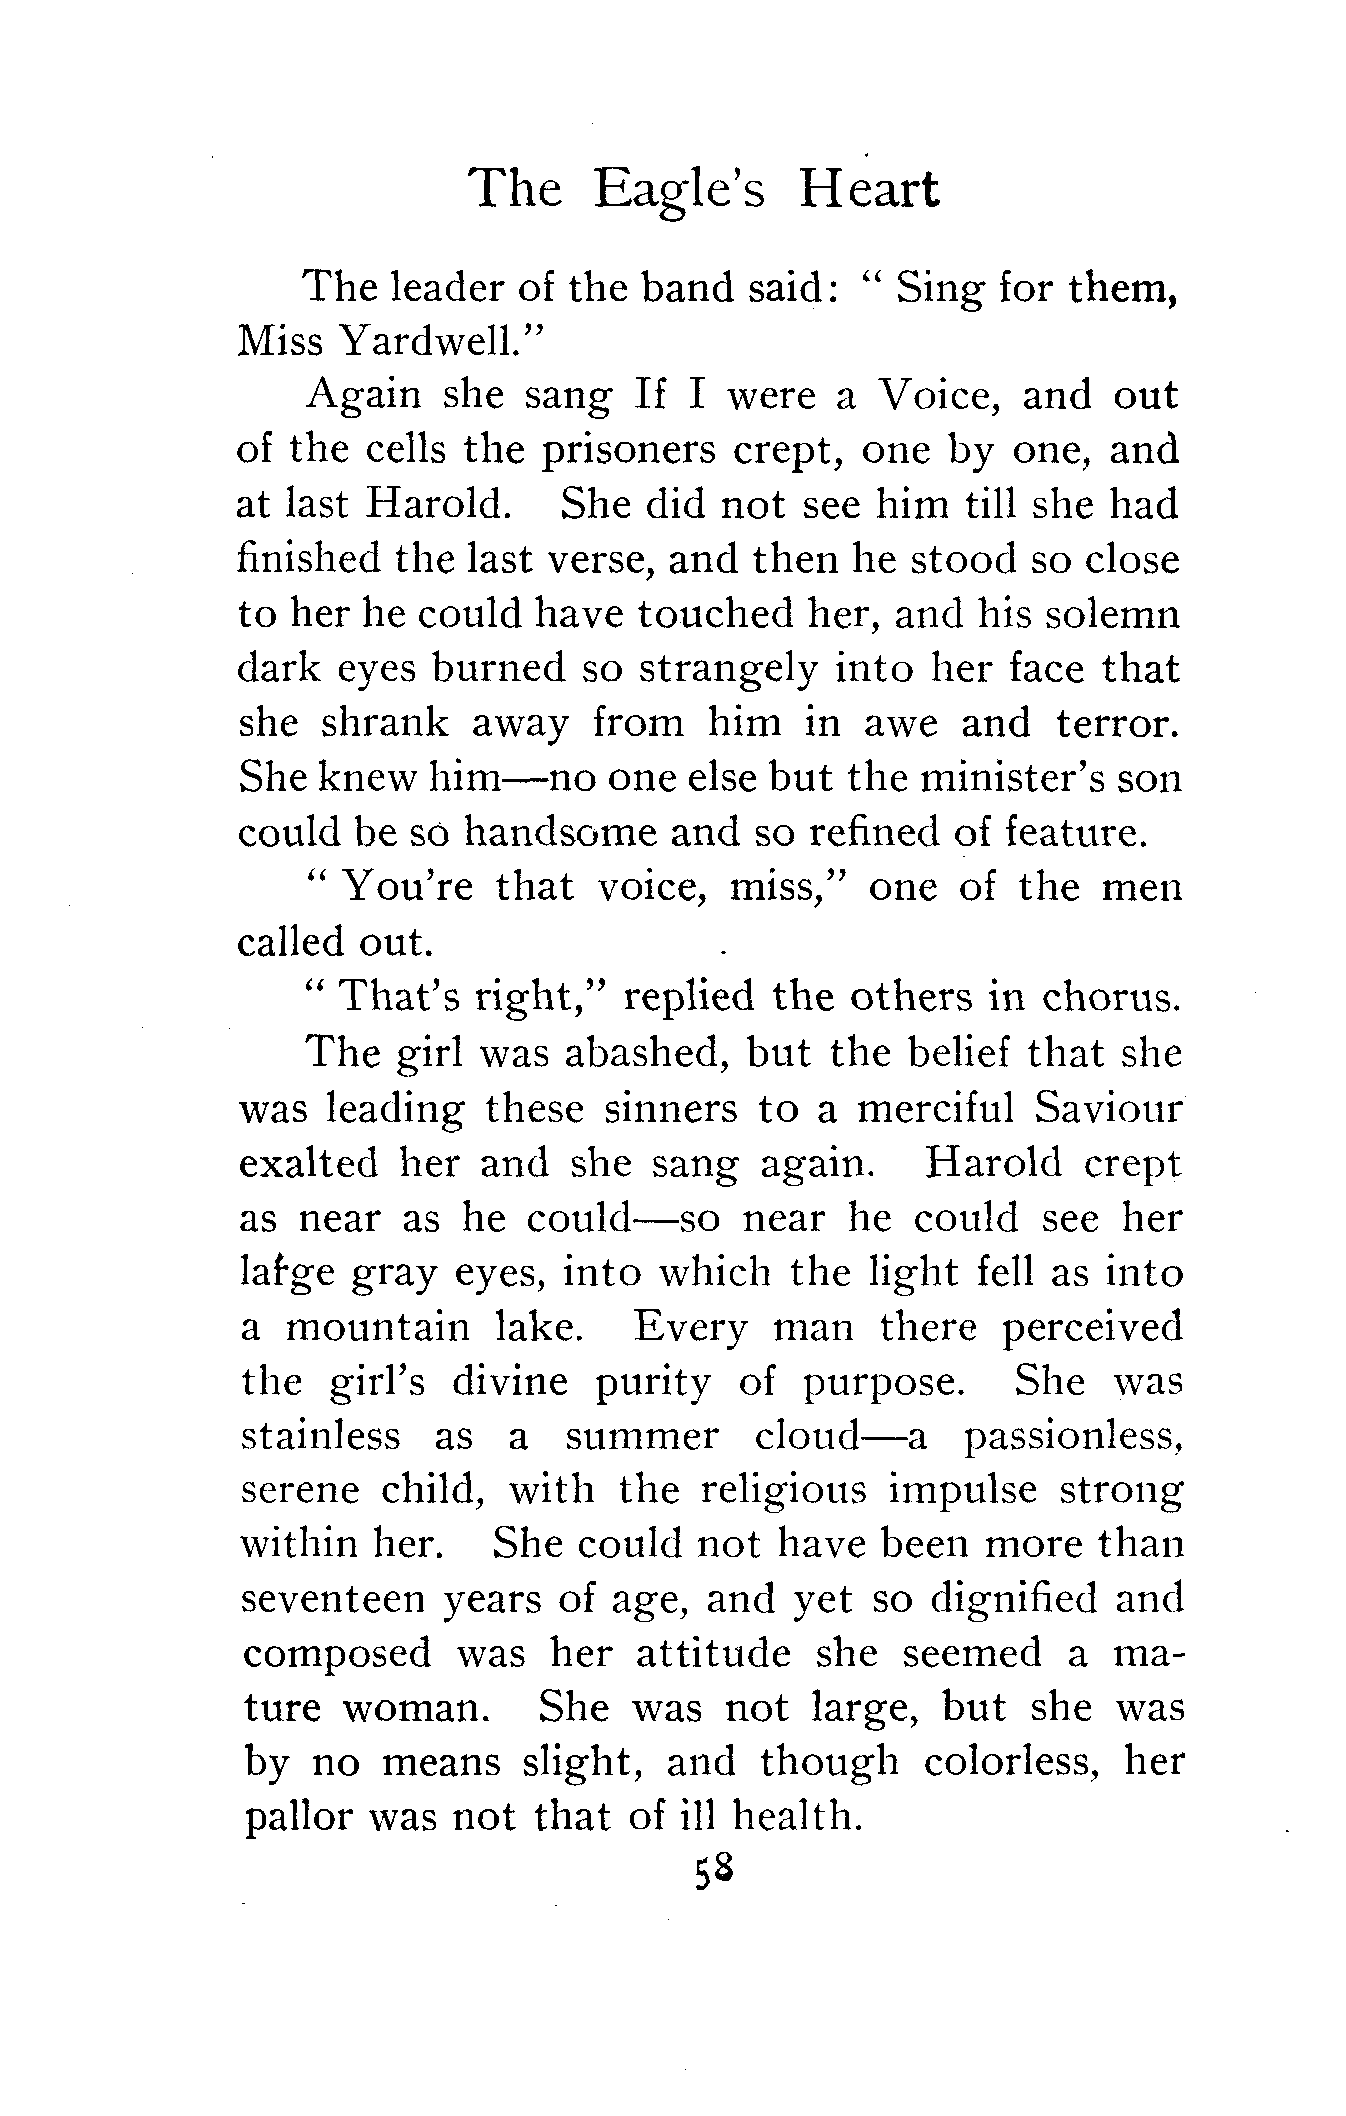 The Eagle's Heart
The leader of the band said: " Sing for them,
Miss Yardwell."
Again she sang If I were a Voice, and out
of the cells the prisoners crept, one by one, and
at last Harold. She did not see him till she had
finished the last verse, and then he stood so close
to her he could have touched her, and his solemn
dark eyes burned so strangely into her face that
she shrank away from him in awe and terror.
She knew him—no one else but the minister's son
could be so handsome and so refined of feature.
" You're that voice, miss," one of the men
called out.
" That's right," replied the others in chorus.
The girl was abashed, but the belief that she
was leading these sinners to a merciful Saviour
exalted her and she sang again. Harold crept
as near as he could—so near he could see her
large gray eyes, into which the light fell as into
a mountain lake. Every man there perceived
the girl's divine purity of purpose. She was
stainless as a summer cloud—a passionless,
serene child, with the religious impulse strong
within her. She could not have been more than
seventeen years of age, and yet so dignified and
composed was her attitude she seemed a ma-
ture woman. She was not large, but she was
by no means slight, and though colorless, her
pallor was not that of ill health.
58